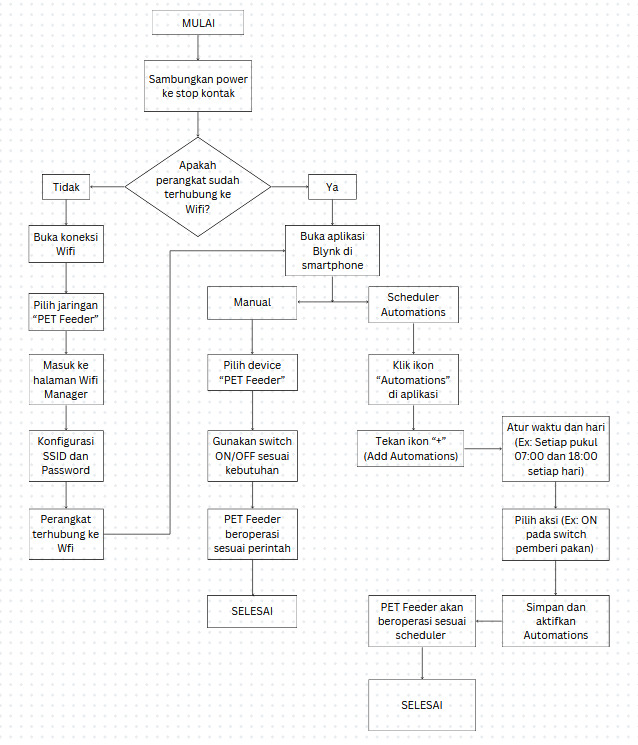 MULAI
Sambungkan power
ke stop kontak
Apakah
perangkat sudah
terhubung ke
Wifi?
Tidak
Ya
Buka koneksi
Wifi
Pilih jaringan
“PET Feeder”
Masuk ke
halaman Wifi
Manager
Konfigurasi
SSID dan
Password
Perangkat
terhubung ke
Wfi
Buka aplikasi
Blynk di
smartphone
Manual
Pilih device
“PET Feeder”
Gunakan switch
ON/OFF sesuai
kebutuhan
PET Feeder
beroperasi
sesuai perintah
SELESAI
Scheduler
Automations
Klik ikon
“Automations”
di aplikasi
Tekan ikon “+”
(Add Automations)
Atur waktu dan hari
(Ex: Setiap pukul
07:00 dan 18:00
setiap hari)
Pilih aksi (Ex: ON
pada switch
pemberi pakan)
Simpan dan
aktifkan
Automations
PET Feeder akan
beroperasi sesuai
scheduler
SELESAI